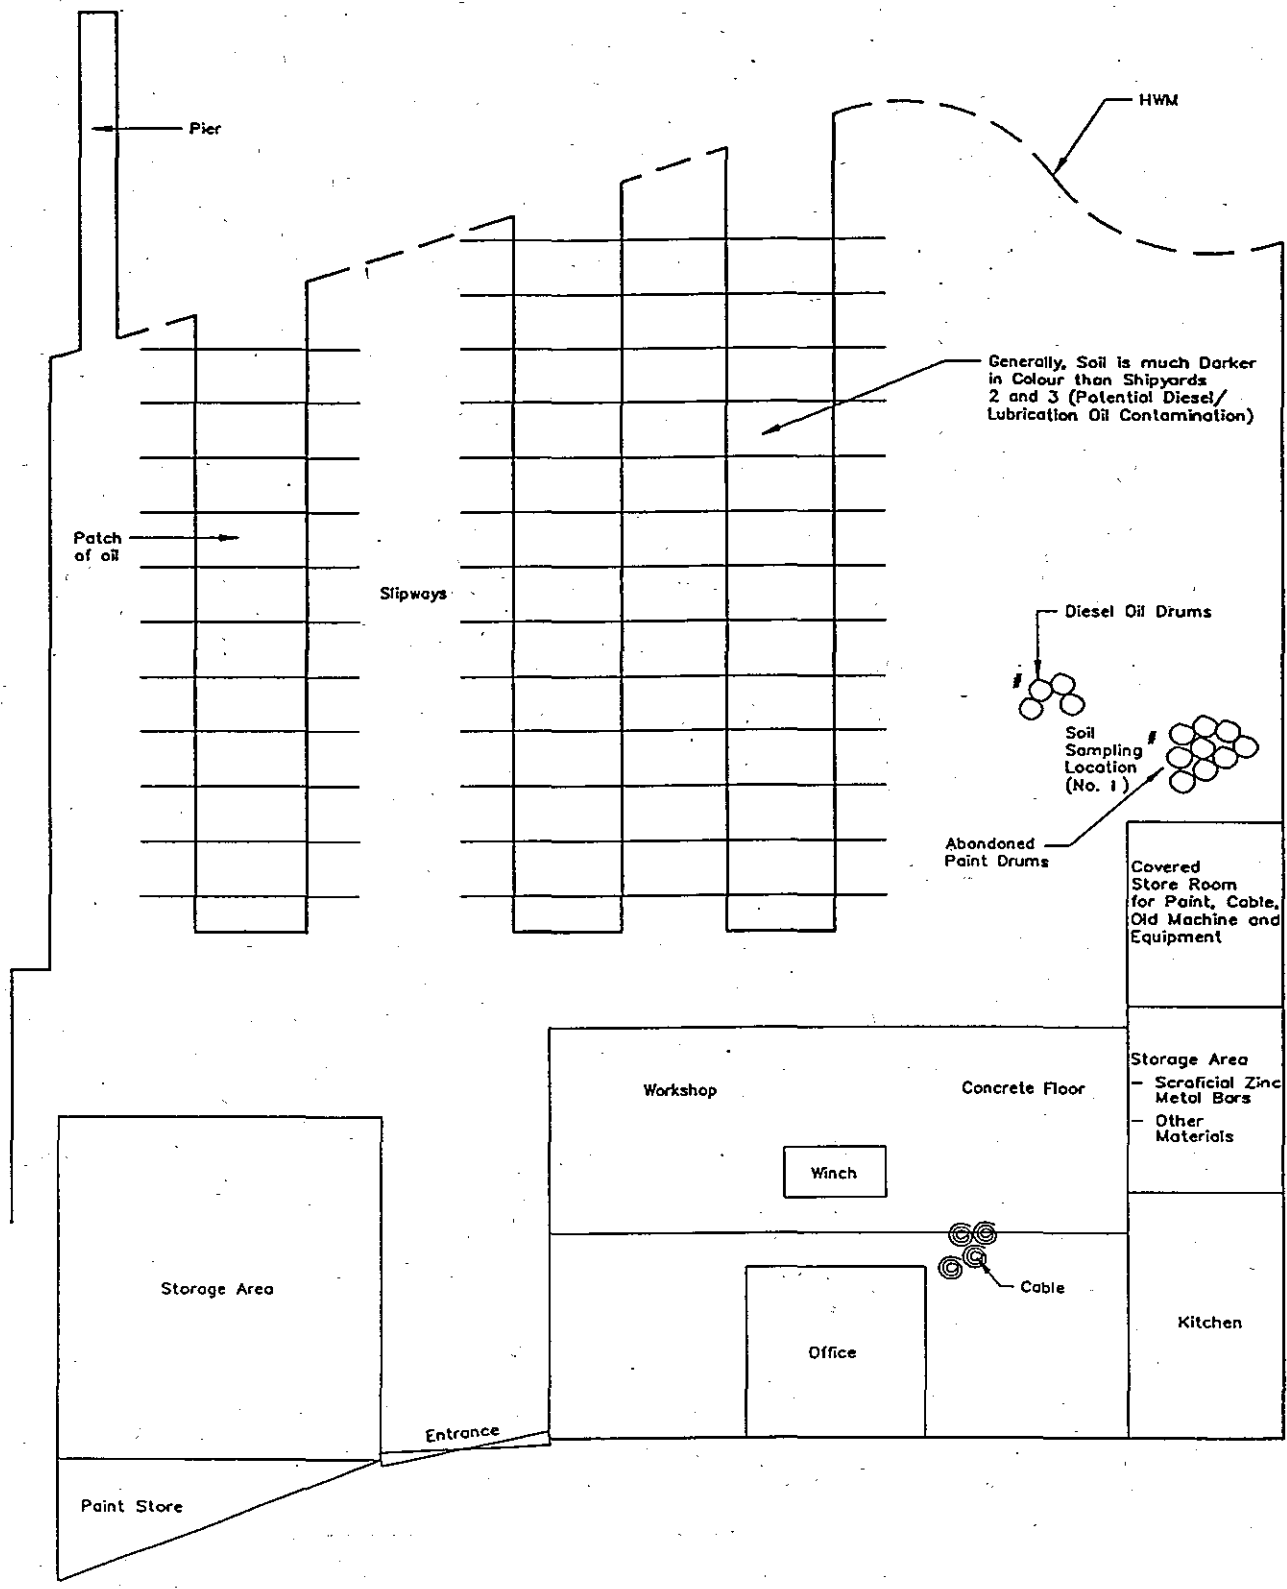 HWM
Pier
Generally, Soil is much Darker
in Colour than Shipyards
2 and 3 (Potential Diesel/
Lubrication Oil Contamination)
Patch
of oil
Slipways
Diesel Oil Drums
Soil
Sampling
Location
(No. 1)
Abandoned
Paint Drums
Covered
Store Room
for Paint, Cable,
Old Machine and
Equipment
Workshop
Concrete Floor
Storage Area
- Scraficial Zinc
Metal Bars
- Other
Materials
Winch
Storage Area
Cable
Kitchen
Office
Entrance
Paint Store